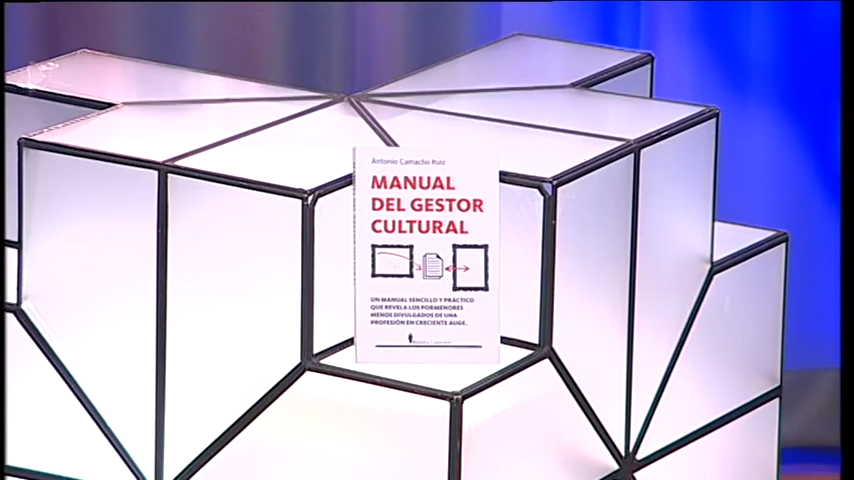 Antonio Camacho Ruiz
MANUAL
DEL GESTOR
CULTURAL
UN MANUAL SENCILLO Y PRÁCTICO
QUE REVELA LOS PORMENORES
MENOS DIVULGADOS DE UNA
PROFESIÓN EN CRECIENTE AUGE.